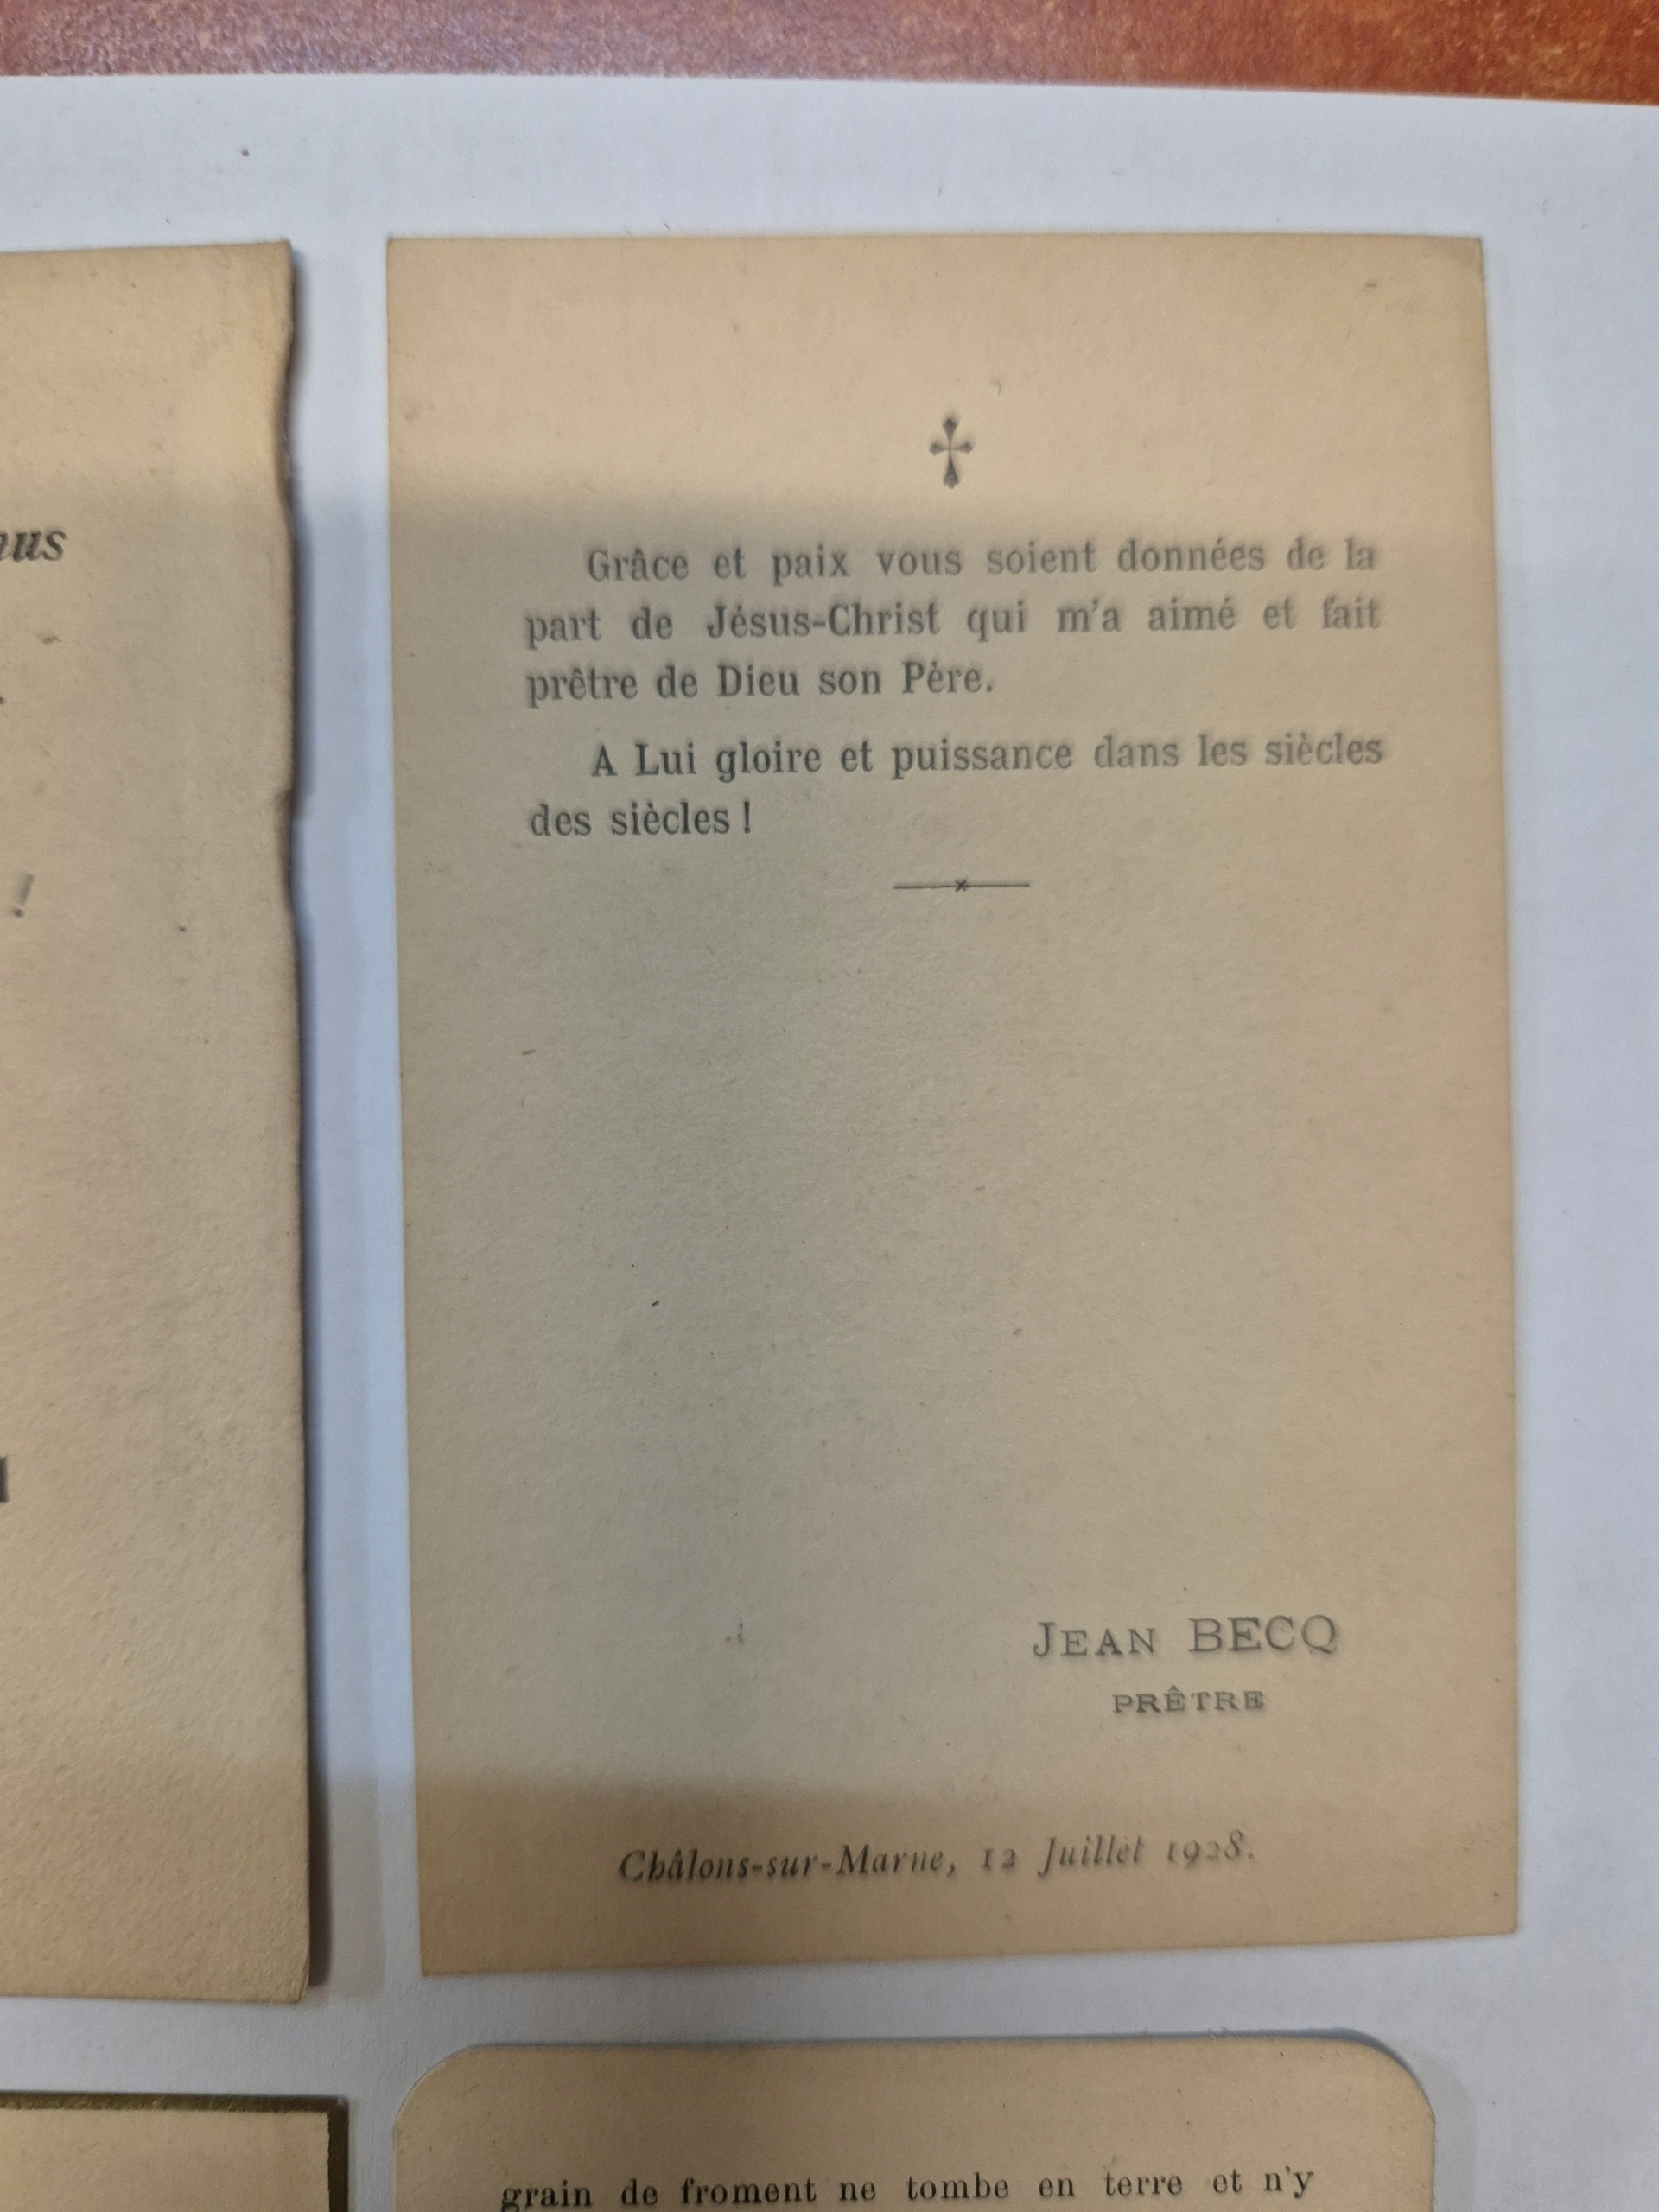 Grâce et paix vous soient données de la
part de Jésus-Christ qui m'a aimé et fait
prêtre de Dieu son Père.
A Lui gloire et puissance dans les siècles
des siècles !
JEAN BECQ
PRÊTRE
Châlons-sur-Marne, 12 Juillet 1928.
grain de froment ne tombe en terre et n'y